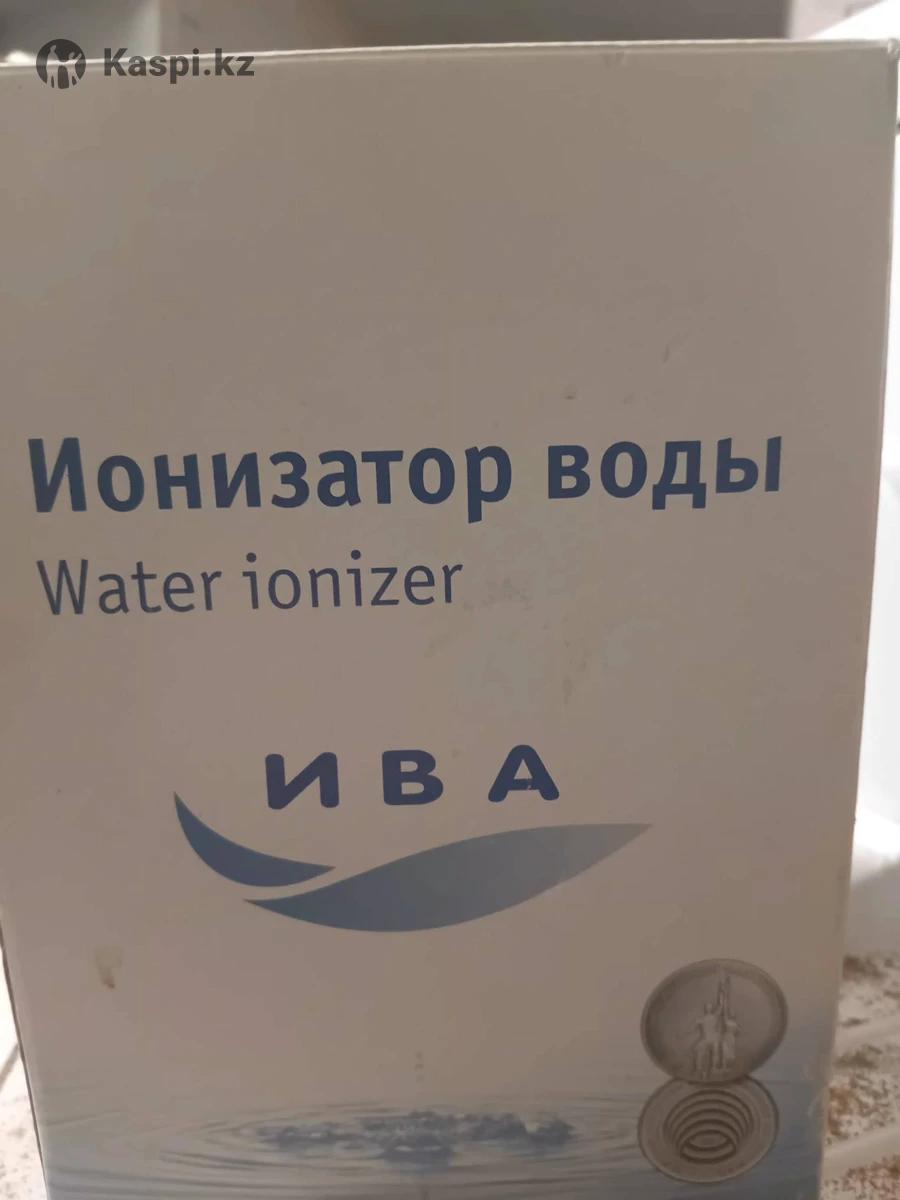 Kaspi.kz
Ионизатор воды
Water ionizer
ИВА